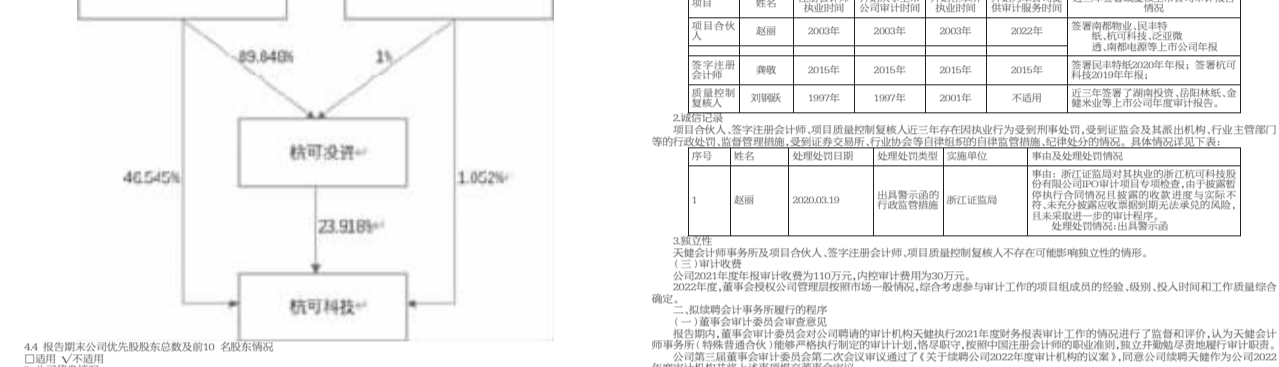 89.848%
1%
杭可投资
46.545%
1.052%
23.918%
杭可科技
4.4 报告期末公司优先股股东总数及前10 名股东情况
□适用 √不适用
项目 姓名 执业时间 公司审计时间 执业时间 供审计服务时间 情况
项目合伙人 赵丽 2003年 2003年 2003年 2022年 签署南都物业、民丰特纸、杭可科技、泛亚微透、南都电源等上市公司年报
签字注册会计师 龚敬 2015年 2015年 2015年 2015年 签署民丰特纸2020年年报；签署杭可科技2019年年报；
质量控制复核人 刘钢跃 1997年 1997年 2001年 不适用 近三年签署了湖南投资、岳阳林纸、金健米业等上市公司年度审计报告。
2.诚信记录
项目合伙人、签字注册会计师、项目质量控制复核人近三年存在因执业行为受到刑事处罚，受到证监会及其派出机构、行业主管部门
等的行政处罚、监督管理措施，受到证券交易所、行业协会等自律组织的自律监管措施、纪律处分的情况。具体情况详见下表：
序号 姓名 处理处罚日期 处理处罚类型 实施单位 事由及处理处罚情况
1 赵丽 2020.03.19 出具警示函的行政监管措施 浙江证监局 事由：浙江证监局对其执业的浙江杭可科技股份有限公司IPO审计项目专项检查，由于披露暂停执行合同情况且披露的收款进度与实际不符、未充分披露应收票据到期无法承兑的风险，且未采取进一步的审计程序。
处理处罚情况：出具警示函
3.独立性
天健会计师事务所及项目合伙人、签字注册会计师、项目质量控制复核人不存在可能影响独立性的情形。
（三）审计收费
公司2021年度年报审计收费为110万元，内控审计费用为30万元。
2022年度，董事会授权公司管理层按照市场一般情况，综合考虑参与审计工作的项目组成员的经验、级别、投入时间和工作质量综合
确定。
二、拟续聘会计事务所履行的程序
（一）董事会审计委员会审查意见
报告期内，董事会审计委员会对公司聘请的审计机构天健执行2021年度财务报表审计工作的情况进行了监督和评价，认为天健会计
师事务所（特殊普通合伙）能够严格执行制定的审计计划，恪尽职守，按照中国注册会计师的职业准则，独立并勤勉尽责地履行审计职责。
公司第三届董事会审计委员会第二次会议审议通过了《关于续聘公司2022年度审计机构的议案》，同意公司续聘天健作为公司2022